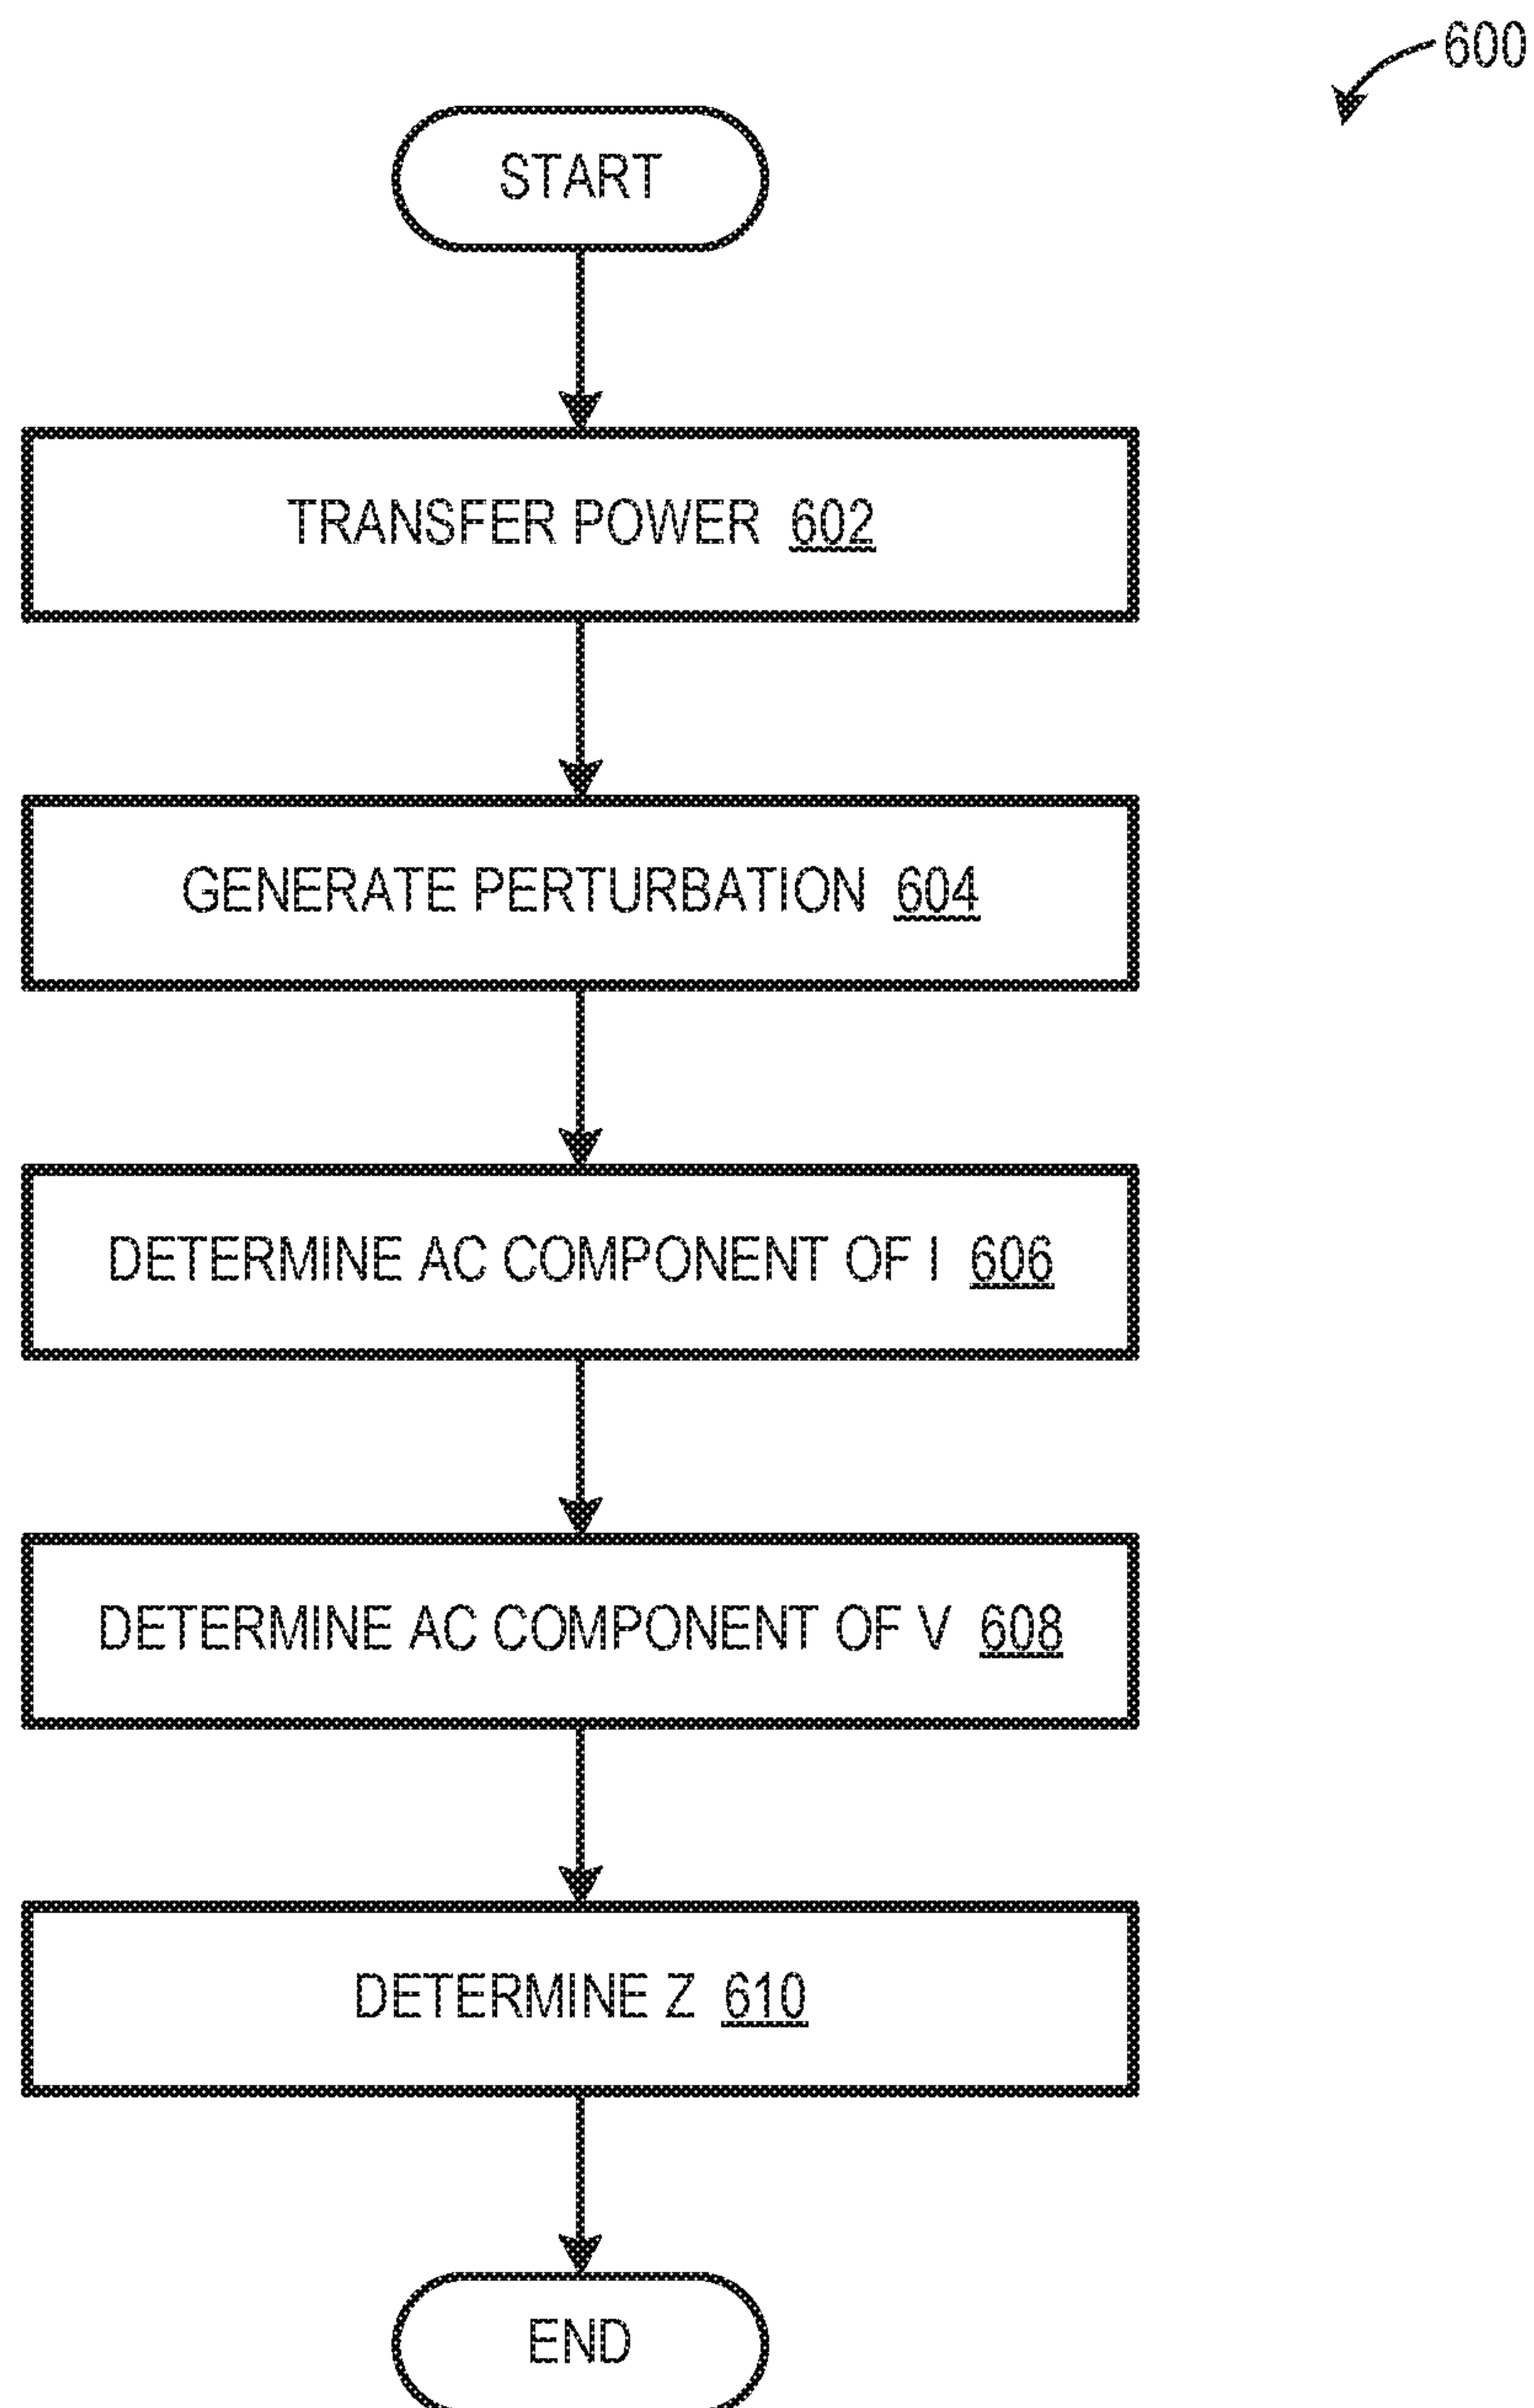 600
START
TRANSFER POWER 602
GENERATE PERTURBATION 604
DETERMINE AC COMPONENT OF I 606
DETERMINE AC COMPONENT OF V 608
DETERMINE Z 610
END